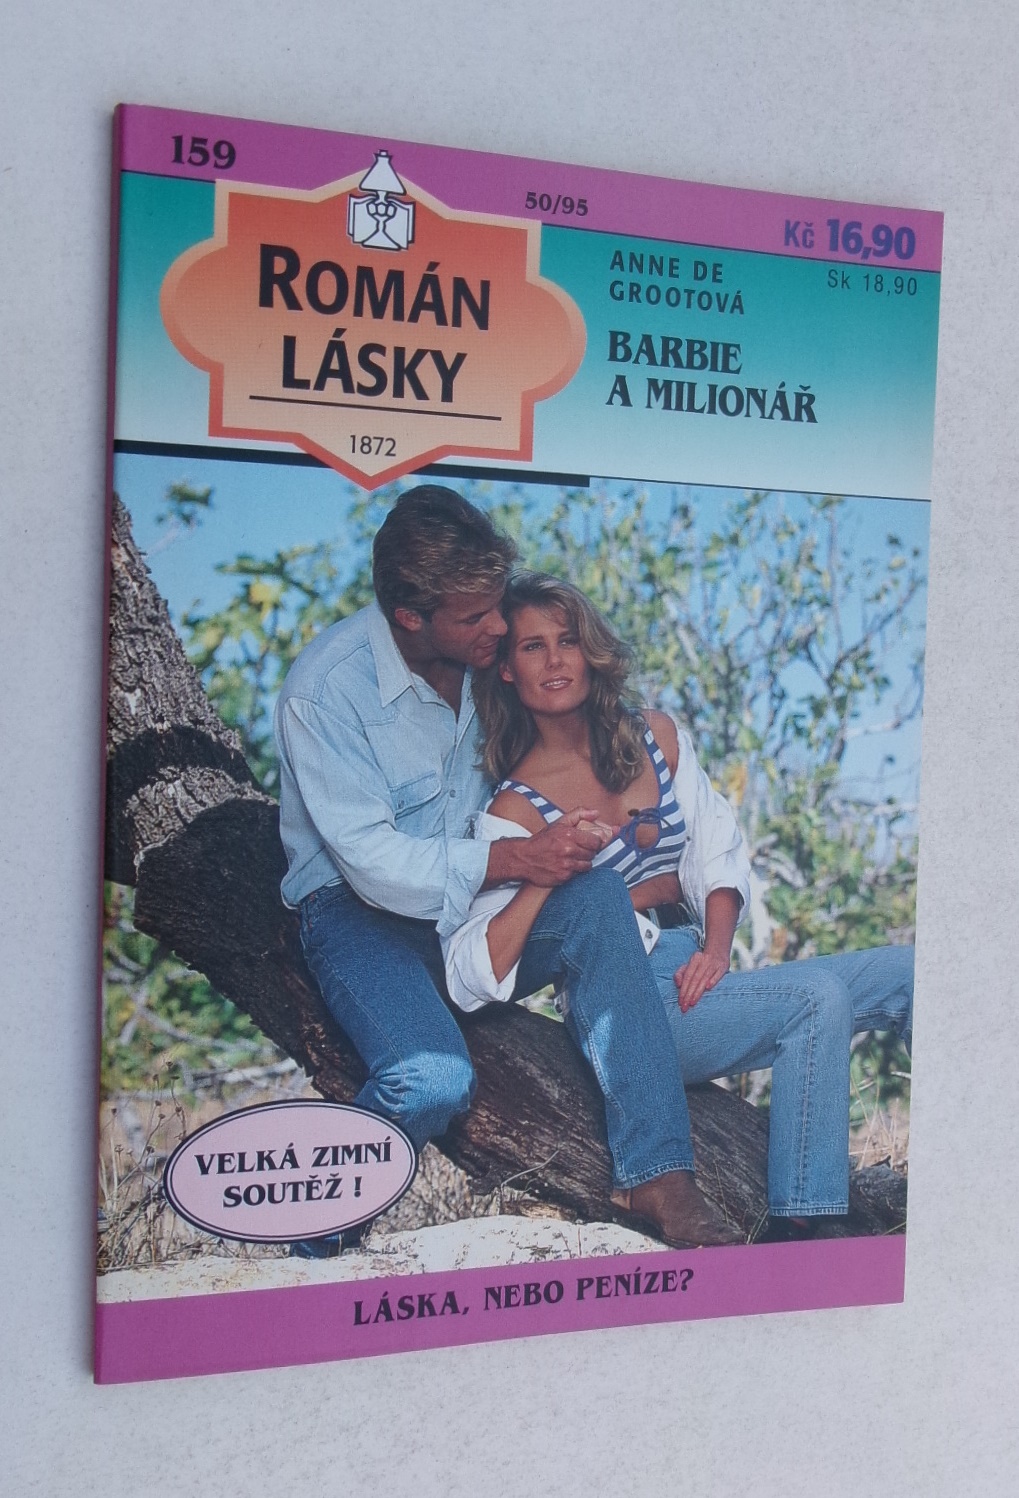 159
50/95
Kč 16,90
Sk 18,90
ROMÁN
LÁSKY
1872
ANNE DE
GROOTOVÁ
BARBIE
A MILIONÁŘ
VELKÁ ZIMNÍ
SOUTĚŽ !
LÁSKA, NEBO PENÍZE?